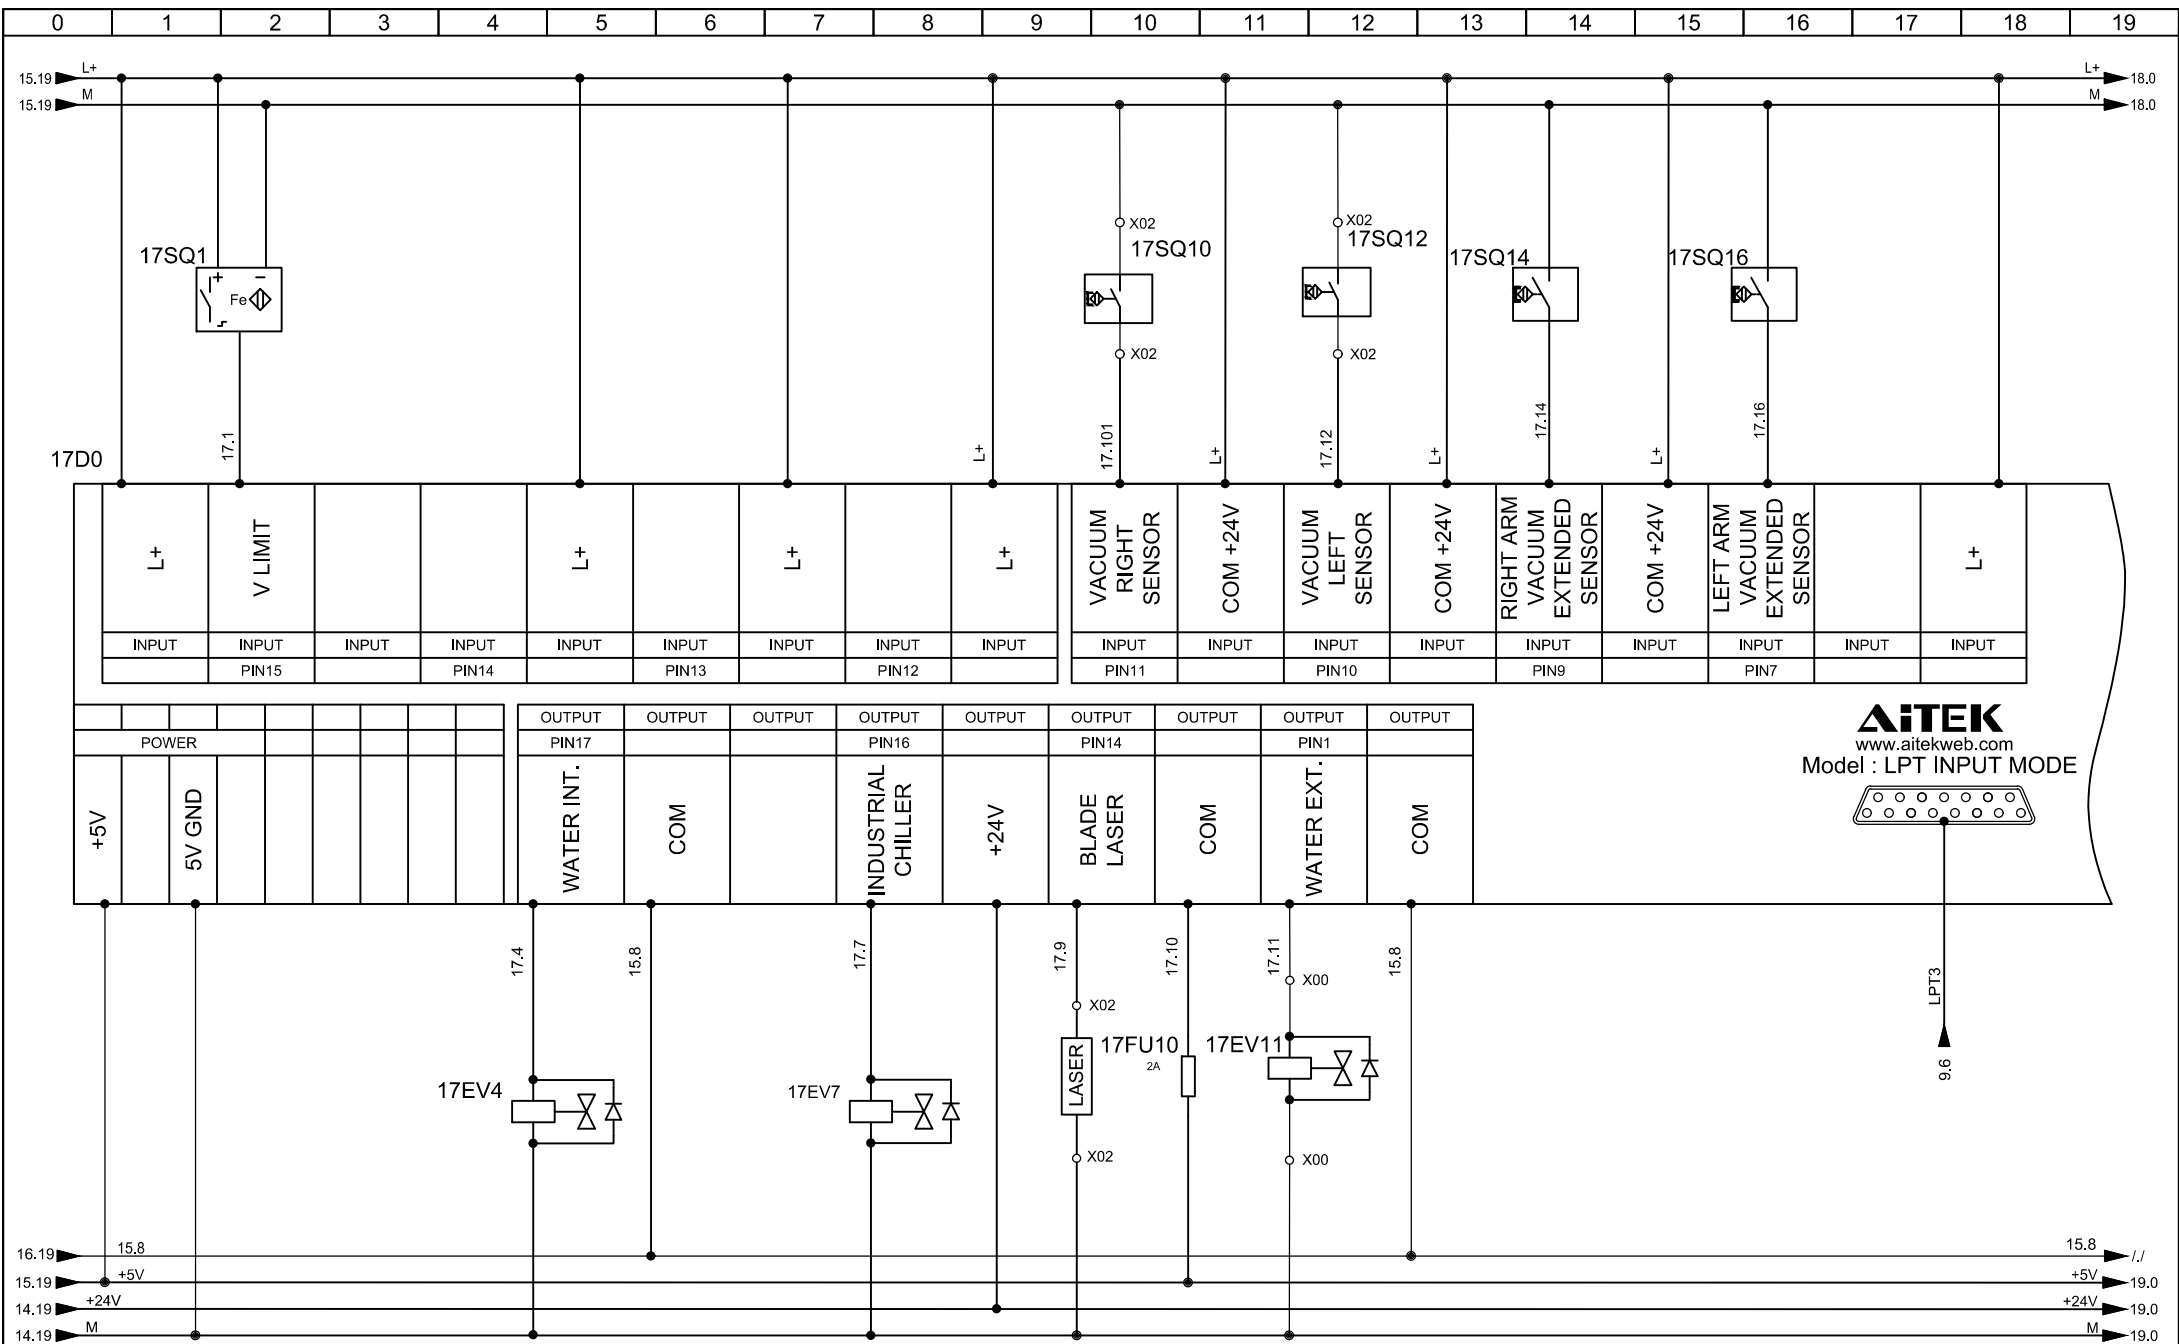 0 1 2 3 4 5 6 7 8 9 10 11 12 13 14 15 16 17 18 19
15.19 L+ L+ 18.0
15.19 M M 18.0
X02 X02
17SQ1 17SQ10 17SQ12 17SQ14 17SQ16
+ −
Fe
X02 X02
17D0 17.1 L+ 17.101 L+ 17.12 L+ 17.14 L+ 17.16
L+
V LIMIT
L+
L+
L+
VACUUM
RIGHT
SENSOR
COM +24V
VACUUM
LEFT
SENSOR
COM +24V
RIGHT ARM
VACUUM
EXTENDED
SENSOR
COM +24V
LEFT ARM
VACUUM
EXTENDED
SENSOR
L+
INPUT INPUT INPUT INPUT INPUT INPUT INPUT INPUT INPUT INPUT INPUT INPUT INPUT INPUT INPUT INPUT INPUT INPUT
PIN15 PIN14 PIN13 PIN12 PIN11 PIN10 PIN9 PIN7
OUTPUT OUTPUT OUTPUT OUTPUT OUTPUT OUTPUT OUTPUT OUTPUT OUTPUT
POWER PIN17 PIN16 PIN14 PIN1
AiTEK
www.aitekweb.com
Model : LPT INPUT MODE
+5V
5V GND
WATER INT.
COM
INDUSTRIAL
CHILLER
+24V
BLADE
LASER
COM
WATER EXT.
COM
17.4 15.8 17.7 17.9 17.10 17.11 15.8 LPT3
X00
X02
17EV4 17EV7 LASER 17FU10 17EV11
2A
9.6
X02 X00
16.19 15.8 15.8 /./
15.19 +5V +5V 19.0
14.19 +24V +24V 19.0
14.19 M M 19.0